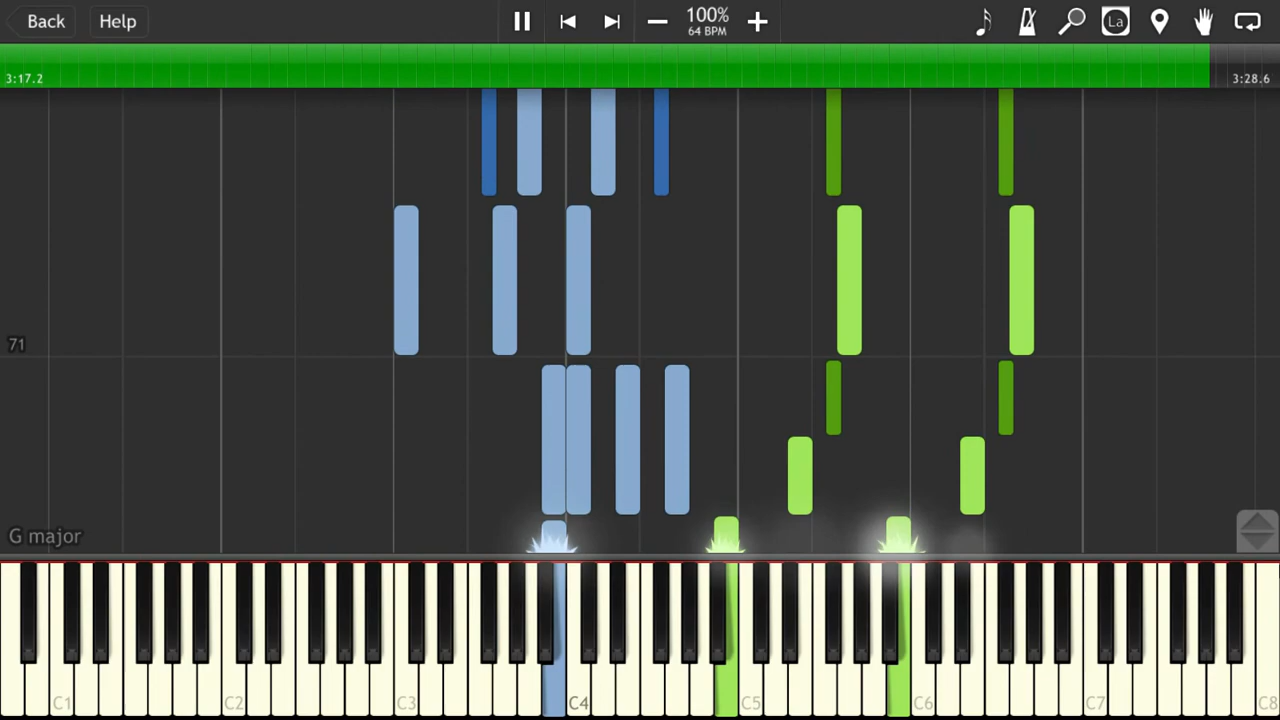 Back
Help
100%
64 BPM
La
3:17.2
3:28.6
71
G major
C1
C2
C3
C4
C5
C6
C7
C8